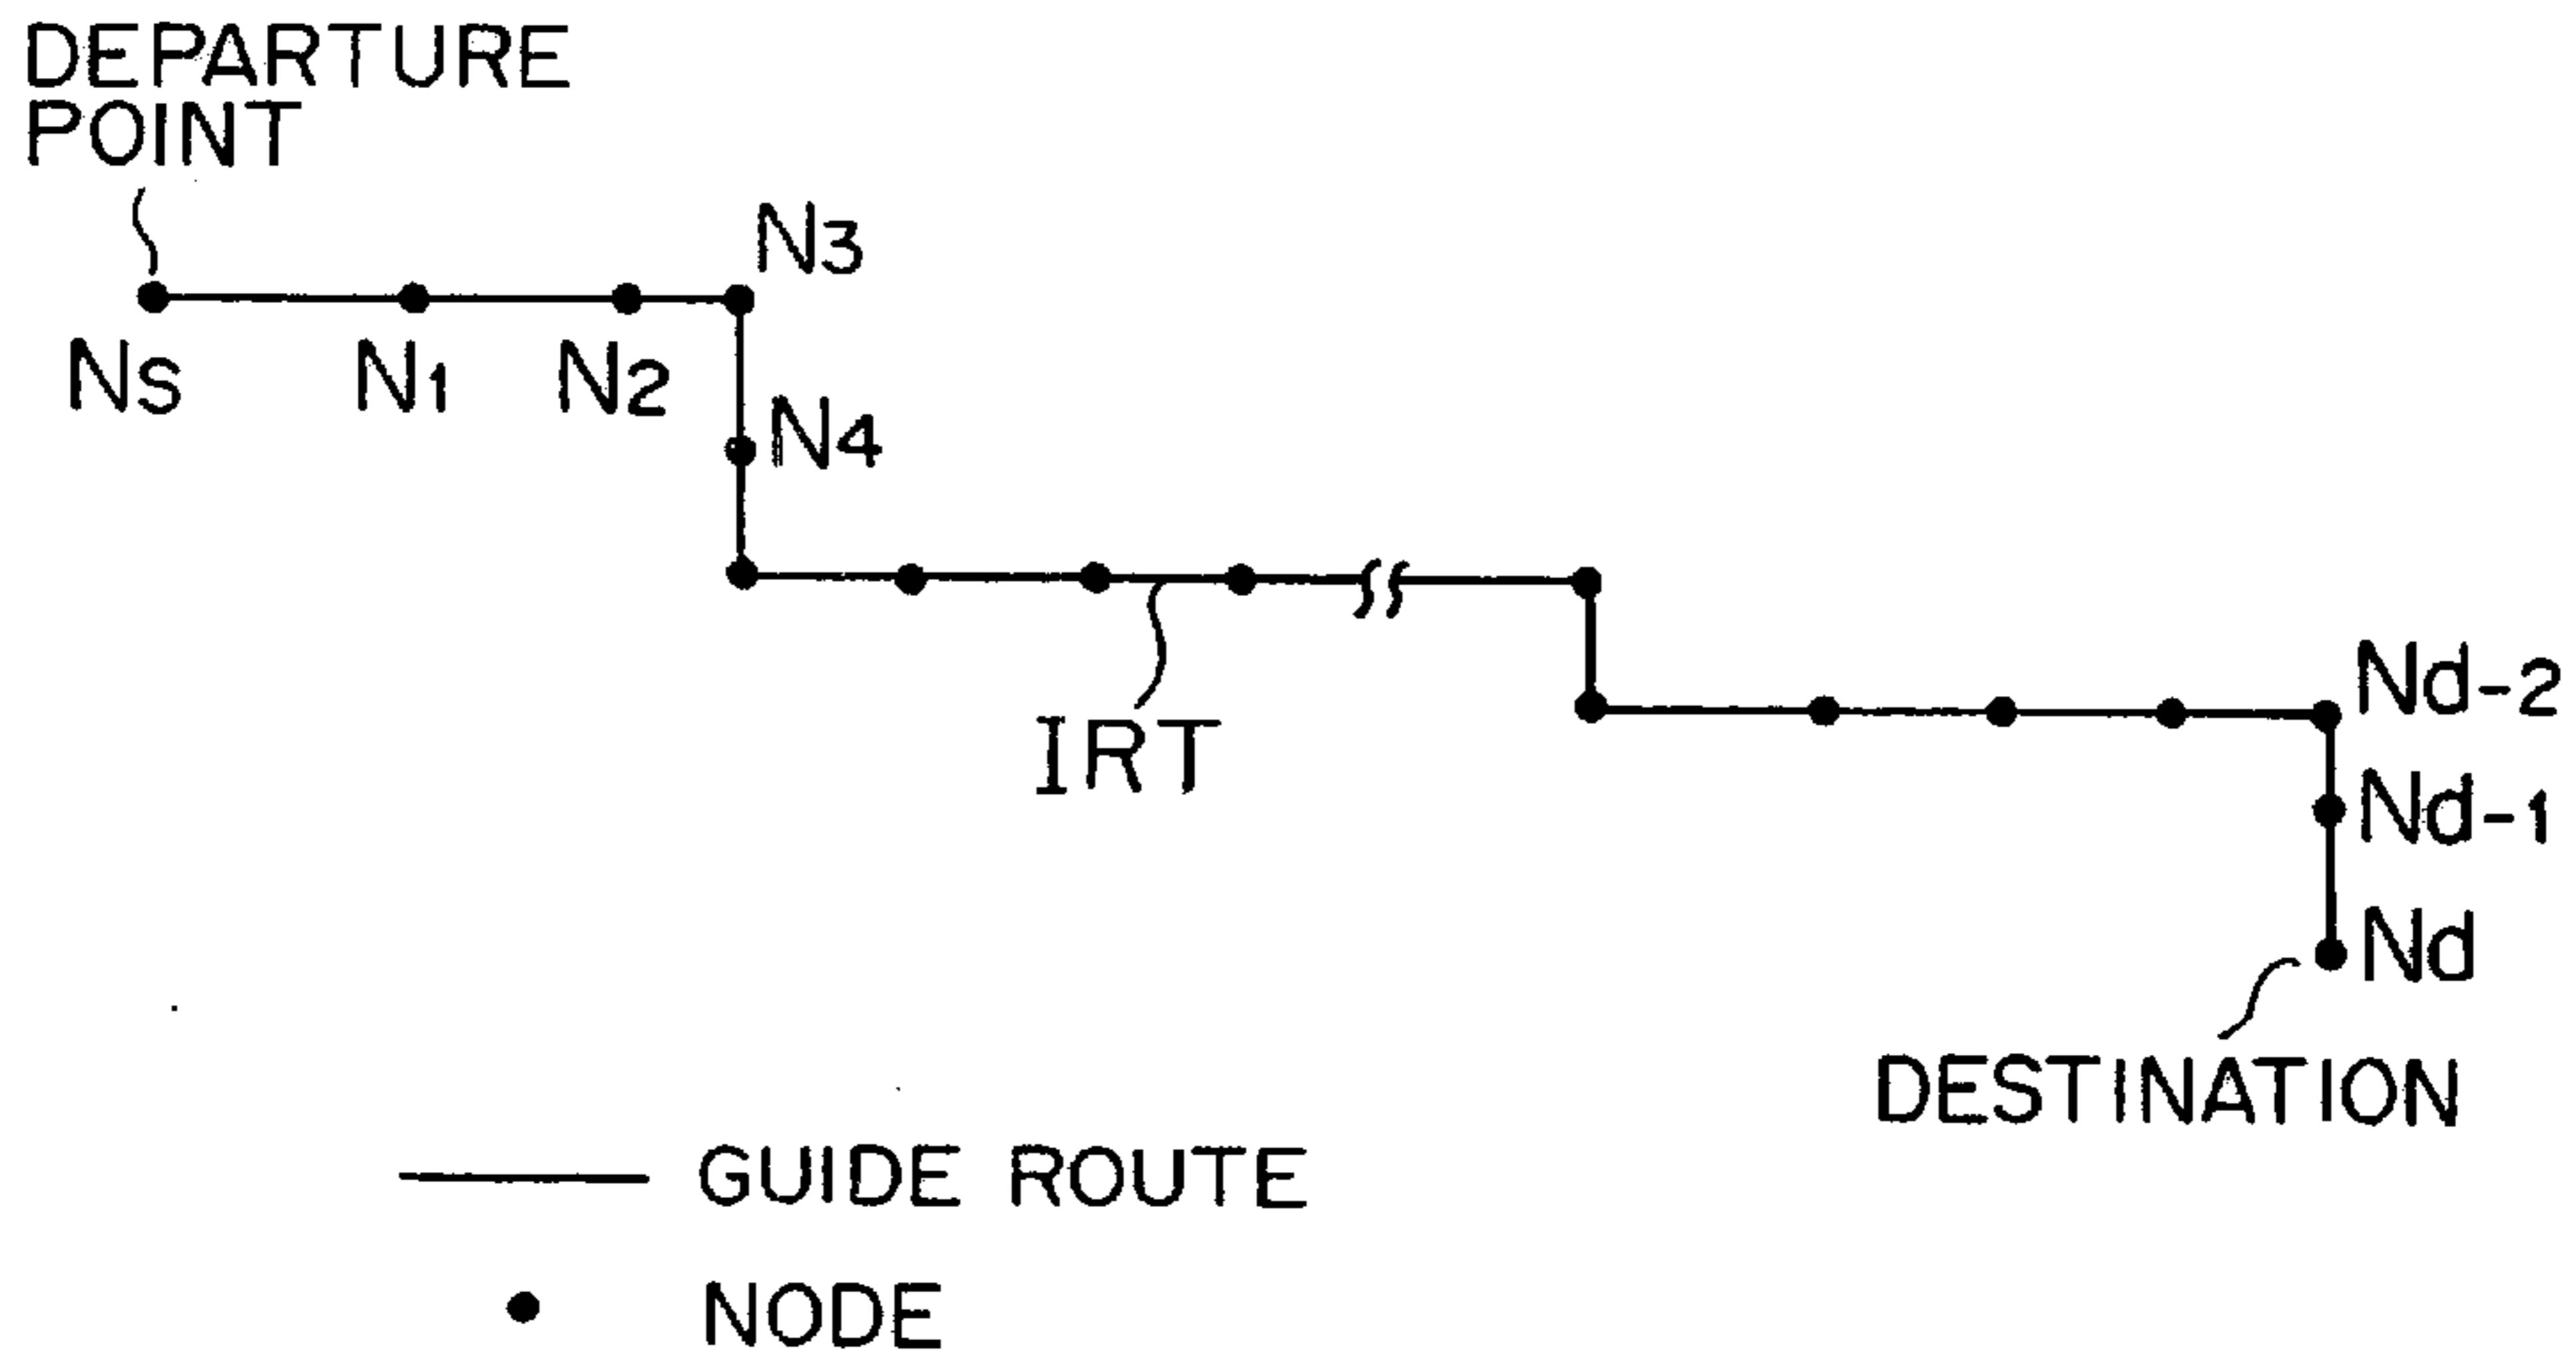 DEPARTURE
POINT
N3
NS N1 N2
N4
IRT
Nd-2
Nd-1
Nd
DESTINATION
GUIDE ROUTE
NODE